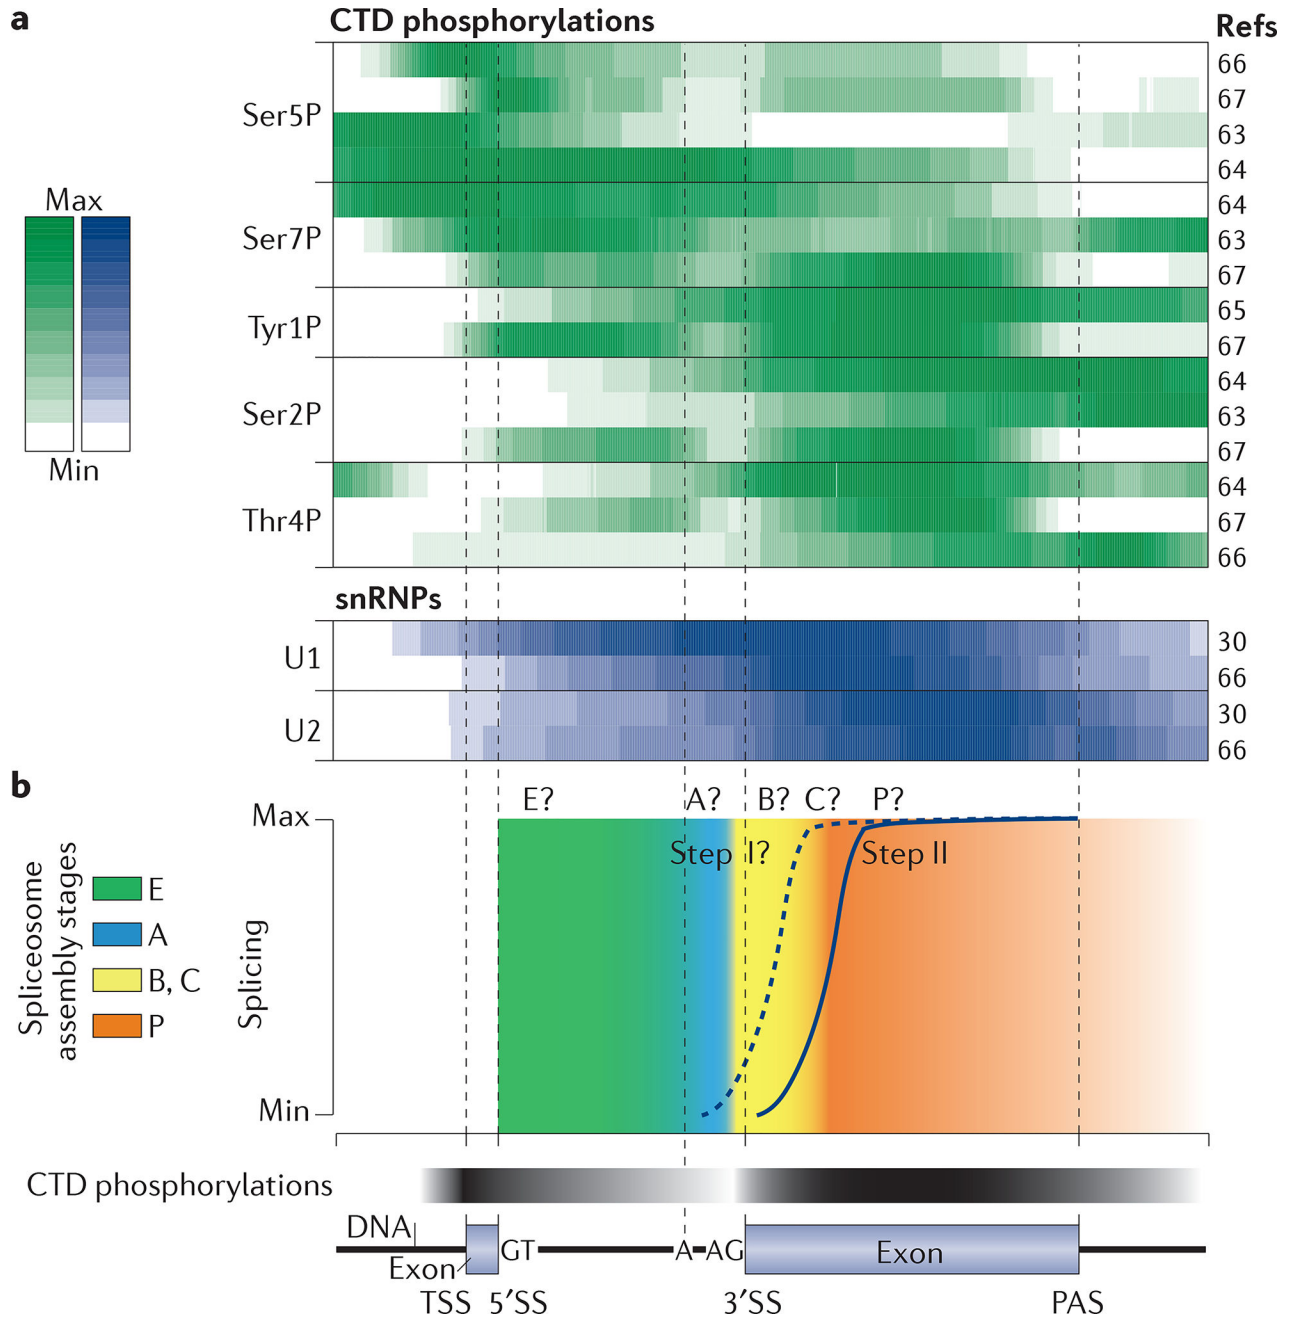 a
CTD phosphorylations
Refs
Max
Min
Ser5P
66
67
63
64
Ser7P
64
63
67
Tyr1P
65
67
Ser2P
64
63
67
Thr4P
64
67
66
snRNPs
U1
30
66
U2
30
66
b
Spliceosome
assembly stages
E
A
B, C
P
Splicing
Max
Min
E? A? B? C? P?
Step I? Step II
CTD phosphorylations
DNA
Exon
GT A AG Exon
TSS 5′SS 3′SS PAS